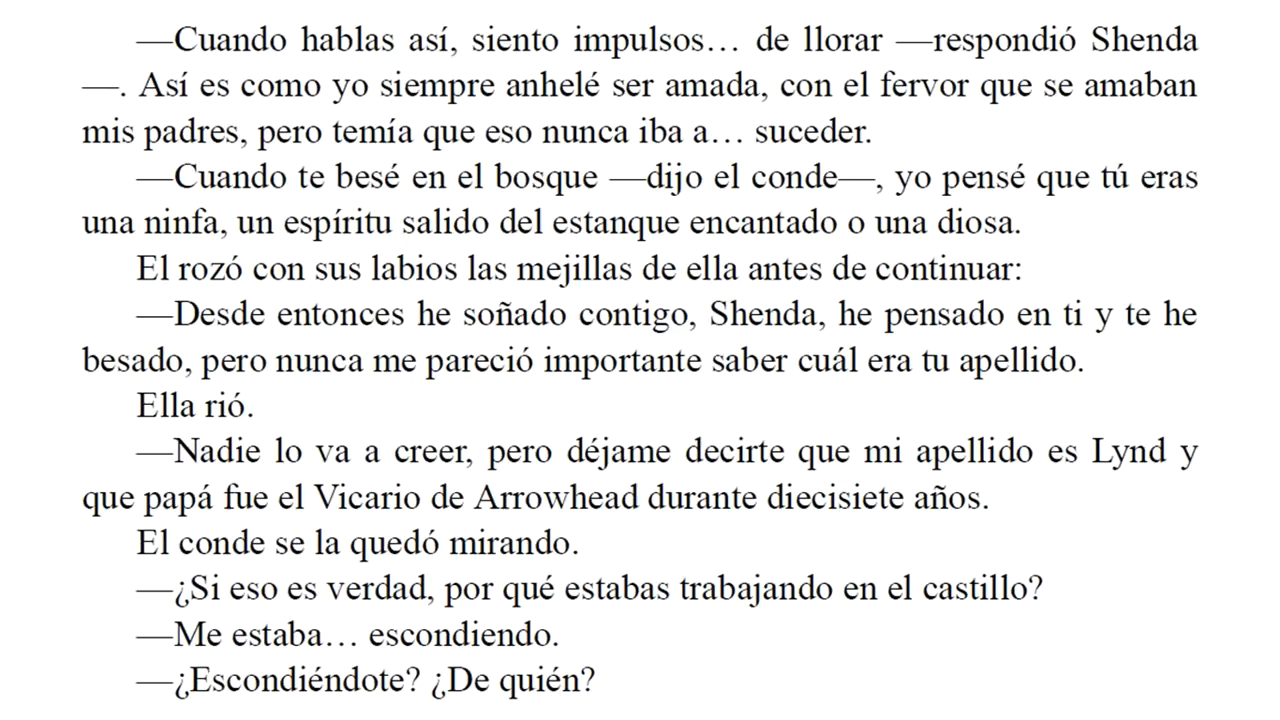 —Cuando hablas así, siento impulsos… de llorar —respondió Shenda
—. Así es como yo siempre anhelé ser amada, con el fervor que se amaban
mis padres, pero temía que eso nunca iba a… suceder.
—Cuando te besé en el bosque —dijo el conde—, yo pensé que tú eras
una ninfa, un espíritu salido del estanque encantado o una diosa.
El rozó con sus labios las mejillas de ella antes de continuar:
—Desde entonces he soñado contigo, Shenda, he pensado en ti y te he
besado, pero nunca me pareció importante saber cuál era tu apellido.
Ella rió.
—Nadie lo va a creer, pero déjame decirte que mi apellido es Lynd y
que papá fue el Vicario de Arrowhead durante diecisiete años.
El conde se la quedó mirando.
—¿Si eso es verdad, por qué estabas trabajando en el castillo?
—Me estaba… escondiendo.
—¿Escondiéndote? ¿De quién?